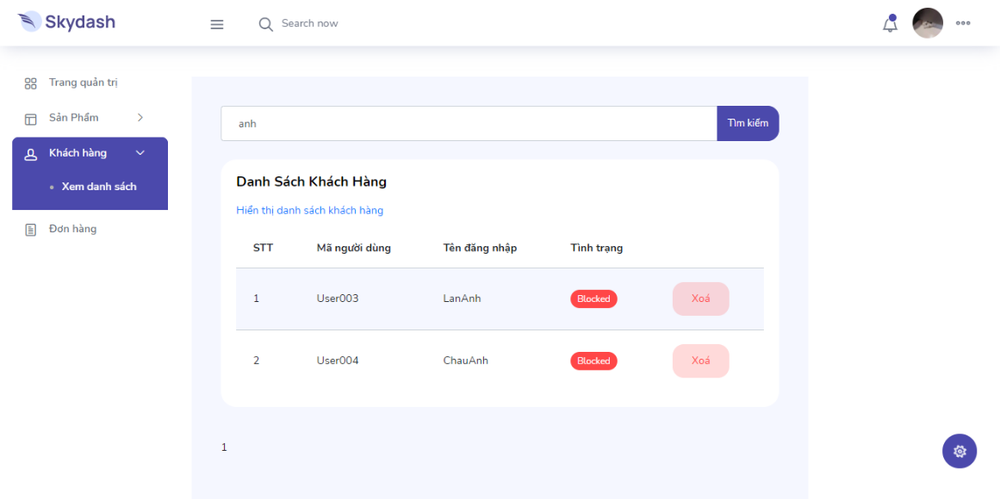 Skydash
Search now
Trang quản trị
Sản Phẩm
Khách hàng
Xem danh sách
Đơn hàng
anh
Tìm kiếm
Danh Sách Khách Hàng
Hiển thị danh sách khách hàng
STT Mã người dùng Tên đăng nhập Tình trạng
1 User003 LanAnh Blocked Xoá
2 User004 ChauAnh Blocked Xoá
1